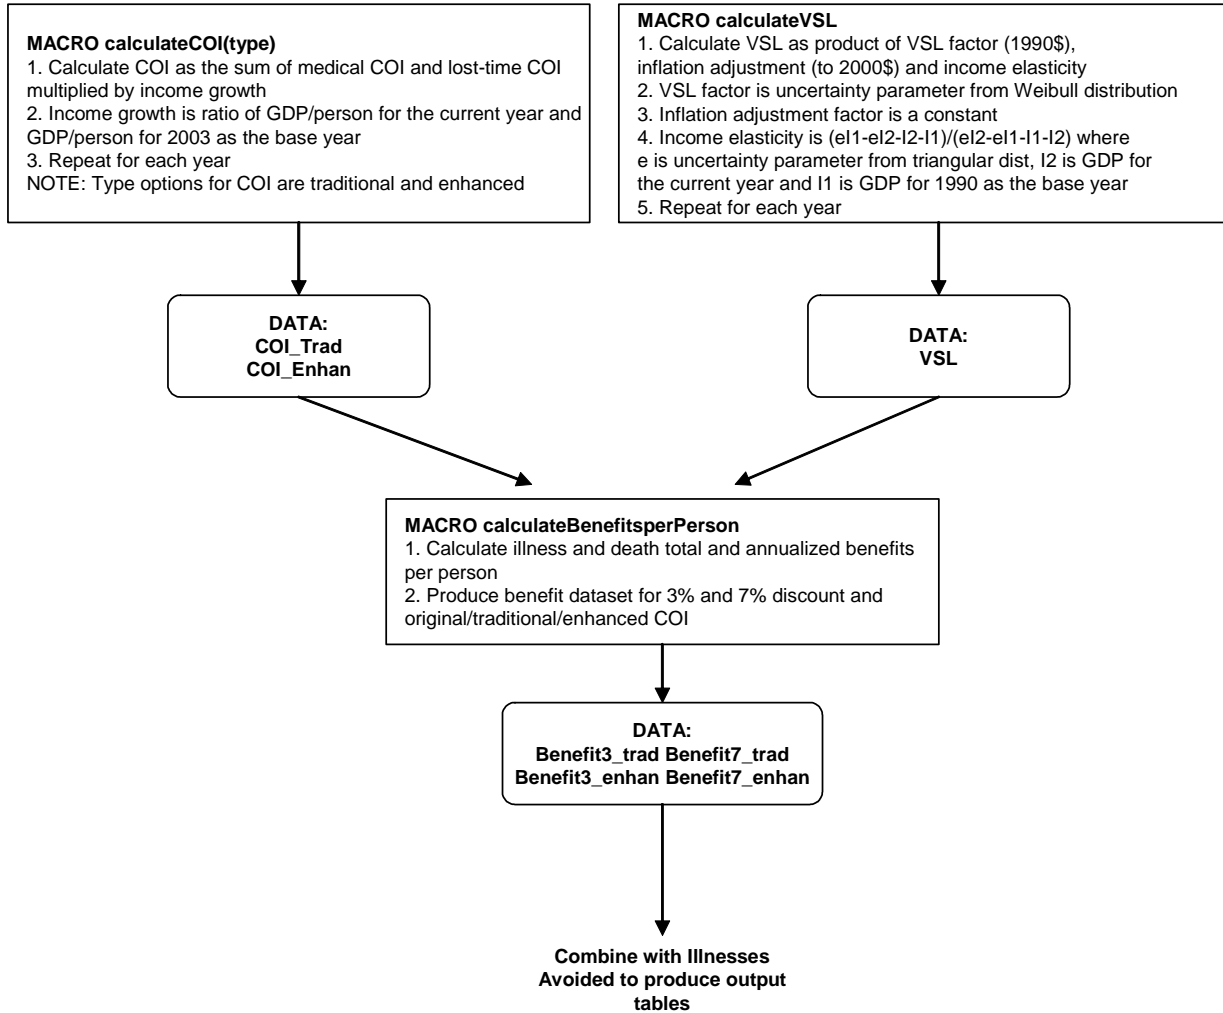 MACRO calculateCOI(type)
1. Calculate COI as the sum of medical COI and lost-time COI
multiplied by income growth
2. Income growth is ratio of GDP/person for the current year and
GDP/person for 2003 as the base year
3. Repeat for each year
NOTE: Type options for COI are traditional and enhanced
MACRO calculateVSL
1. Calculate VSL as product of VSL factor (1990$),
inflation adjustment (to 2000$) and income elasticity
2. VSL factor is uncertainty parameter from Weibull distribution
3. Inflation adjustment factor is a constant
4. Income elasticity is (eI1-eI2-I2-I1)/(eI2-eI1-I1-I2) where
e is uncertainty parameter from triangular dist, I2 is GDP for
the current year and I1 is GDP for 1990 as the base year
5. Repeat for each year
DATA:
COI_Trad
COI_Enhan
DATA:
VSL
MACRO calculateBenefitsperPerson
1. Calculate illness and death total and annualized benefits
per person
2. Produce benefit dataset for 3% and 7% discount and
original/traditional/enhanced COI
DATA:
Benefit3_trad Benefit7_trad
Benefit3_enhan Benefit7_enhan
Combine with Illnesses
Avoided to produce output
tables